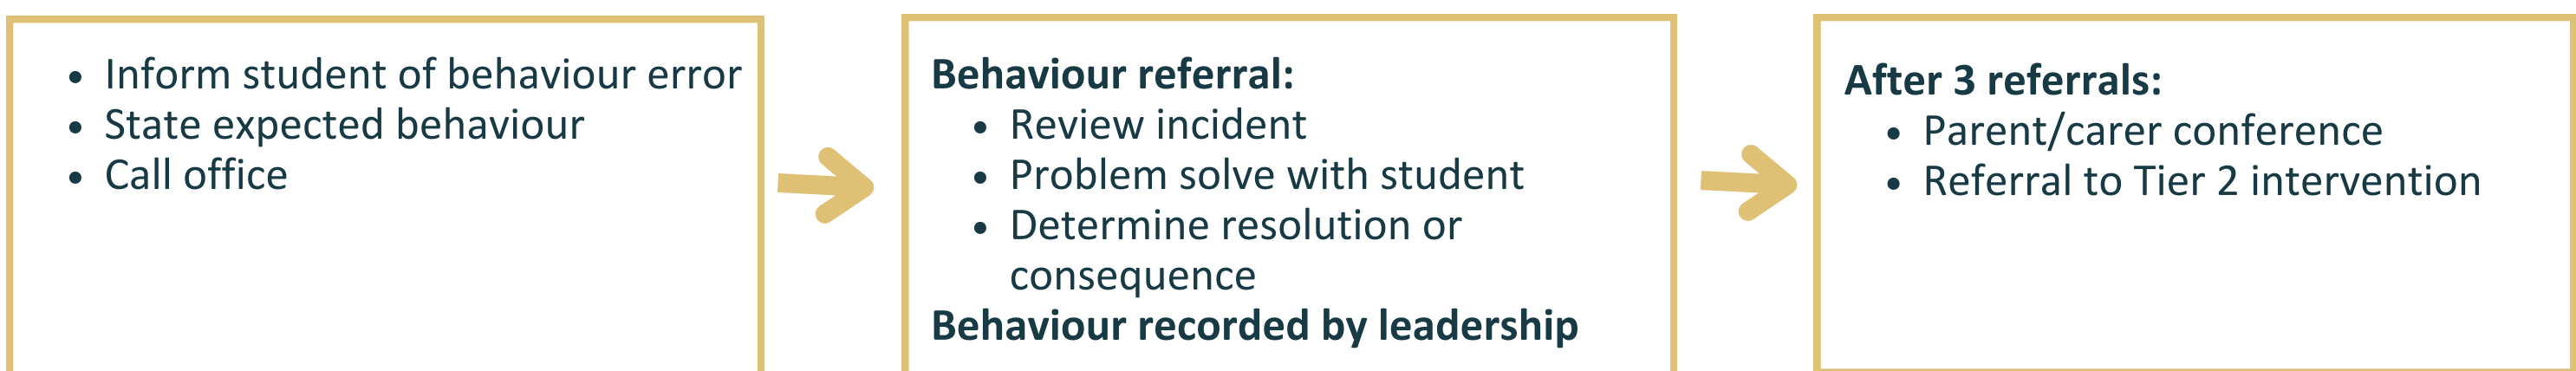 • Inform student of behaviour error
• State expected behaviour
• Call office
Behaviour referral:
• Review incident
• Problem solve with student
• Determine resolution or
consequence
Behaviour recorded by leadership
After 3 referrals:
• Parent/carer conference
• Referral to Tier 2 intervention